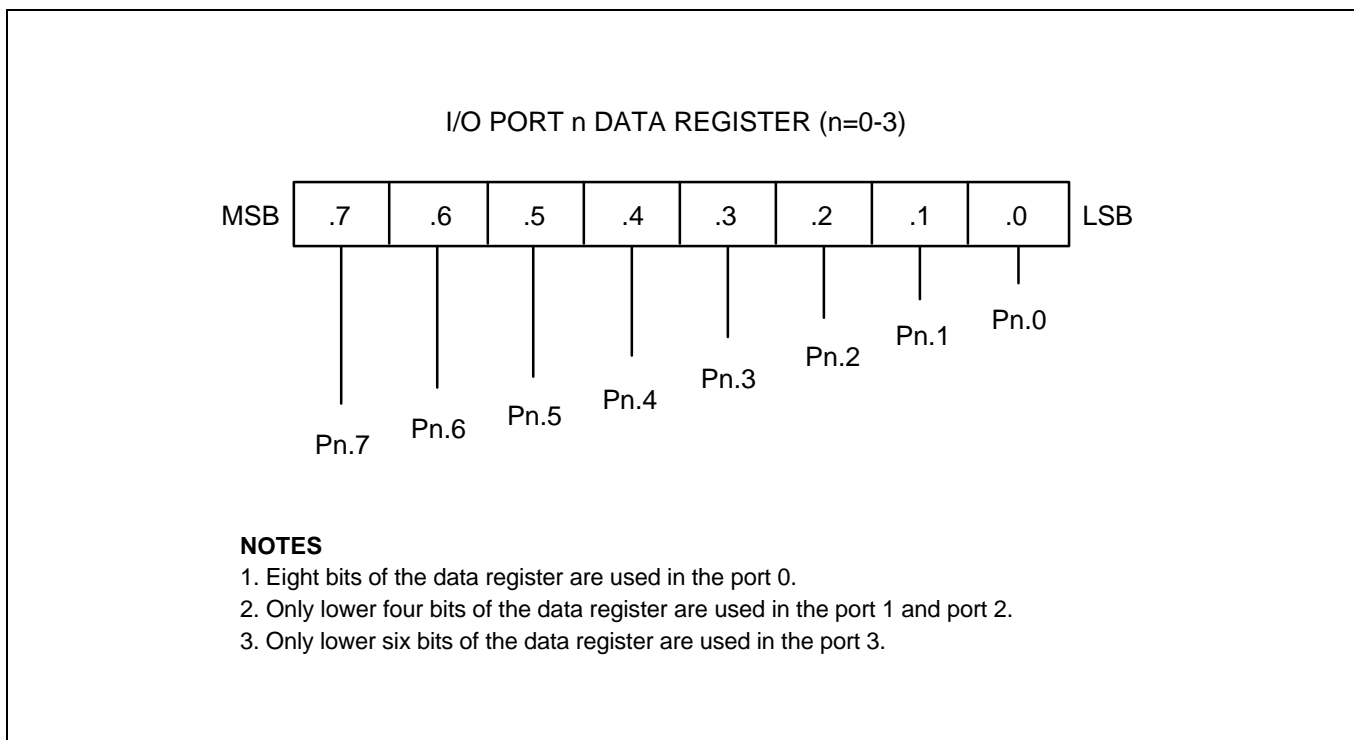 I/O PORT n DATA REGISTER (n=0-3)
MSB .7 .6 .5 .4 .3 .2 .1 .0 LSB
Pn.7 Pn.6 Pn.5 Pn.4 Pn.3 Pn.2 Pn.1 Pn.0
NOTES
1. Eight bits of the data register are used in the port 0.
2. Only lower four bits of the data register are used in the port 1 and port 2.
3. Only lower six bits of the data register are used in the port 3.